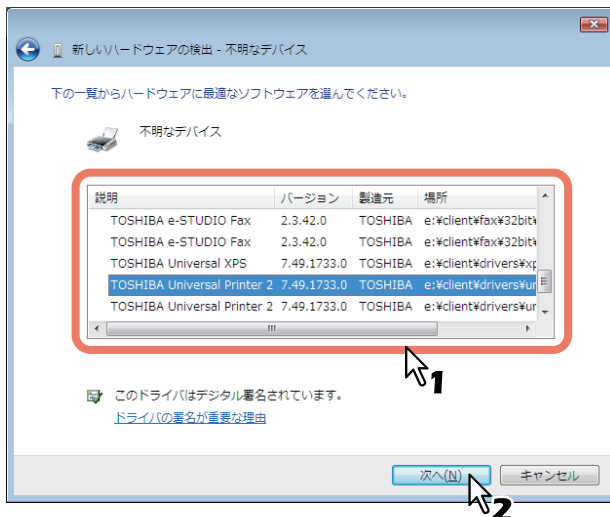 新しいハードウェアの検出 - 不明なデバイス
下の一覧からハードウェアに最適なソフトウェアを選んでください。
不明なデバイス
説明 バージョン 製造元 場所
TOSHIBA e-STUDIO Fax 2.3.42.0 TOSHIBA e:¥client¥fax¥32bit¥
TOSHIBA e-STUDIO Fax 2.3.42.0 TOSHIBA e:¥client¥fax¥32bit¥
TOSHIBA Universal XPS 7.49.1733.0 TOSHIBA e:¥client¥drivers¥xp
TOSHIBA Universal Printer 2 7.49.1733.0 TOSHIBA e:¥client¥drivers¥un
TOSHIBA Universal Printer 2 7.49.1733.0 TOSHIBA e:¥client¥drivers¥un
1
このドライバはデジタル署名されています。
ドライバの署名が重要な理由
次へ(N) キャンセル
2